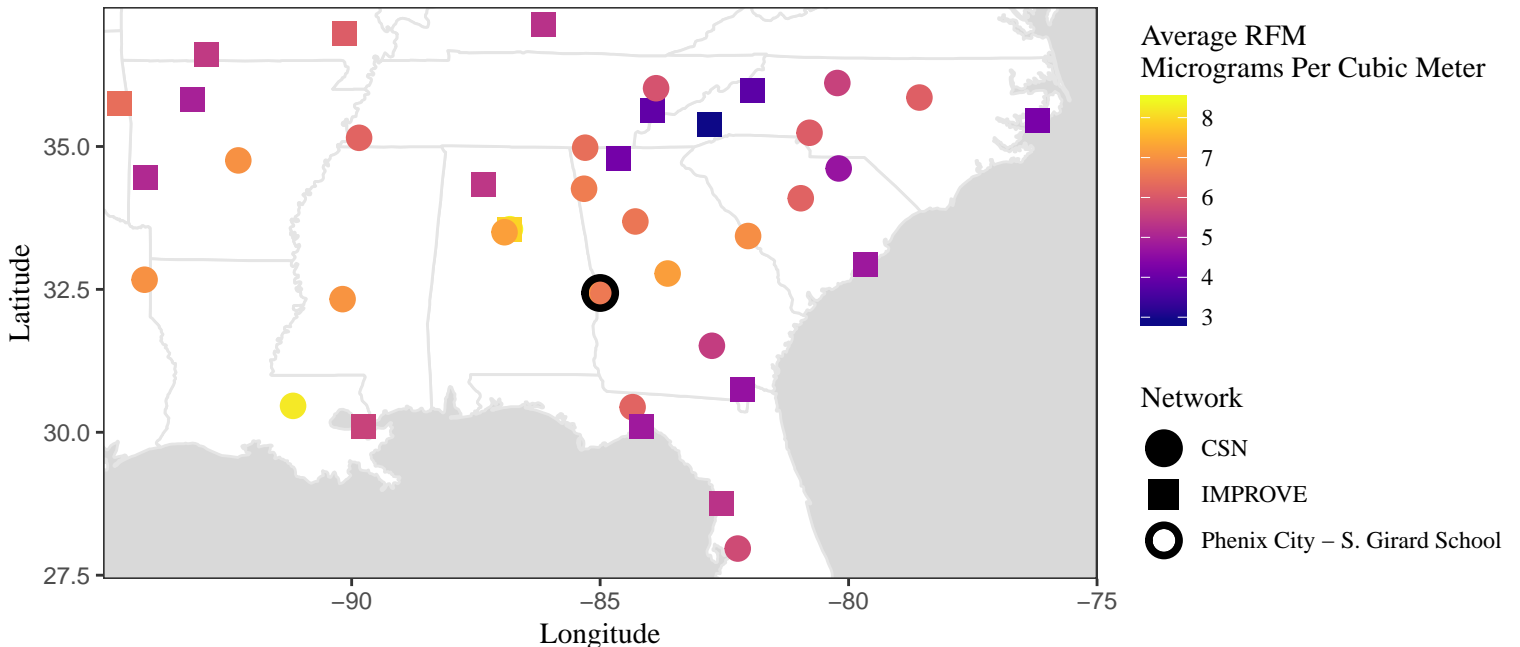 Average RFM
Micrograms Per Cubic Meter
8
7
6
5
4
3
Network
CSN
IMPROVE
Phenix City – S. Girard School
Latitude
35.0
32.5
30.0
27.5
−90
−85
−80
−75
Longitude